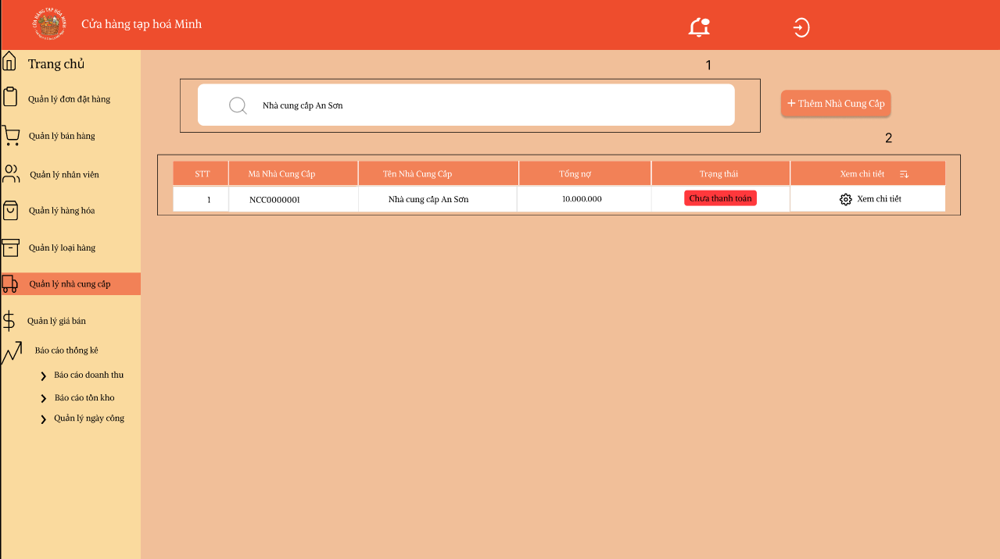 CỬA HÀNG TẠP HÓA MINH
Cửa hàng tạp hoá Minh
1
Trang chủ
Quản lý đơn đặt hàng
Quản lý bán hàng
Quản lý nhân viên
Quản lý hàng hóa
Quản lý loại hàng
Quản lý nhà cung cấp
Quản lý giá bán
Báo cáo thống kê
Báo cáo doanh thu
Báo cáo tồn kho
Quản lý ngày công
Nhà cung cấp An Sơn
+ Thêm Nhà Cung Cấp
2
STT Mã Nhà Cung Cấp Tên Nhà Cung Cấp Tổng nợ Trạng thái Xem chi tiết
1 NCC0000001 Nhà cung cấp An Sơn 10.000.000 Chưa thanh toán Xem chi tiết